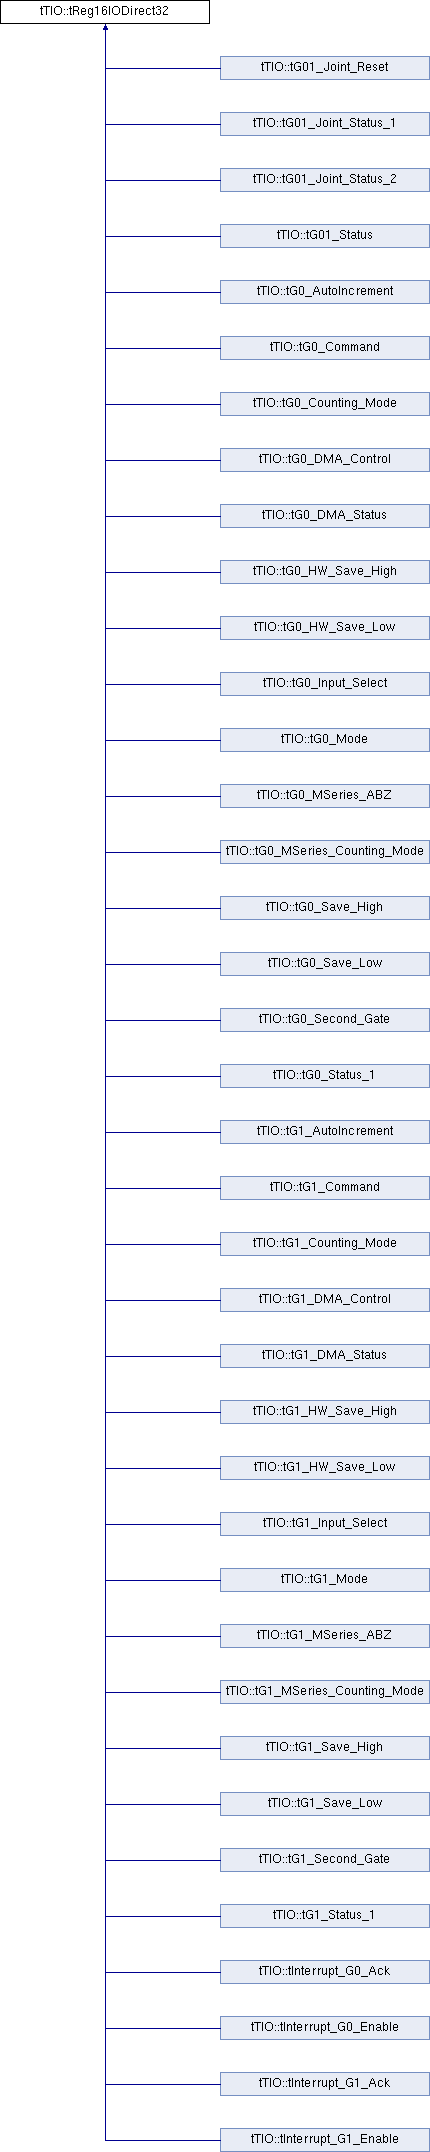 tTIO::tReg16IODirect32
tTIO::tG01_Joint_Reset
tTIO::tG01_Joint_Status_1
tTIO::tG01_Joint_Status_2
tTIO::tG01_Status
tTIO::tG0_AutoIncrement
tTIO::tG0_Command
tTIO::tG0_Counting_Mode
tTIO::tG0_DMA_Control
tTIO::tG0_DMA_Status
tTIO::tG0_HW_Save_High
tTIO::tG0_HW_Save_Low
tTIO::tG0_Input_Select
tTIO::tG0_Mode
tTIO::tG0_MSeries_ABZ
tTIO::tG0_MSeries_Counting_Mode
tTIO::tG0_Save_High
tTIO::tG0_Save_Low
tTIO::tG0_Second_Gate
tTIO::tG0_Status_1
tTIO::tG1_AutoIncrement
tTIO::tG1_Command
tTIO::tG1_Counting_Mode
tTIO::tG1_DMA_Control
tTIO::tG1_DMA_Status
tTIO::tG1_HW_Save_High
tTIO::tG1_HW_Save_Low
tTIO::tG1_Input_Select
tTIO::tG1_Mode
tTIO::tG1_MSeries_ABZ
tTIO::tG1_MSeries_Counting_Mode
tTIO::tG1_Save_High
tTIO::tG1_Save_Low
tTIO::tG1_Second_Gate
tTIO::tG1_Status_1
tTIO::tInterrupt_G0_Ack
tTIO::tInterrupt_G0_Enable
tTIO::tInterrupt_G1_Ack
tTIO::tInterrupt_G1_Enable